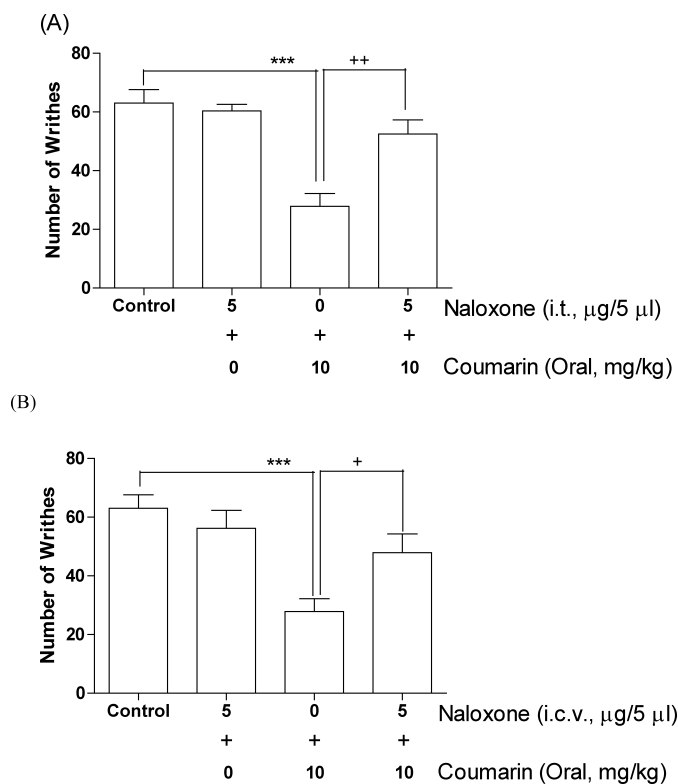 (A)
80
*** ++
60
40
20
0
Number of Writhes
Control 5 0 5 Naloxone (i.t., μg/5 μl)
+ + +
0 10 10 Coumarin (Oral, mg/kg)
(B)
80
*** +
60
40
20
0
Number of Writhes
Control 5 0 5 Naloxone (i.c.v., μg/5 μl)
+ + +
0 10 10 Coumarin (Oral, mg/kg)